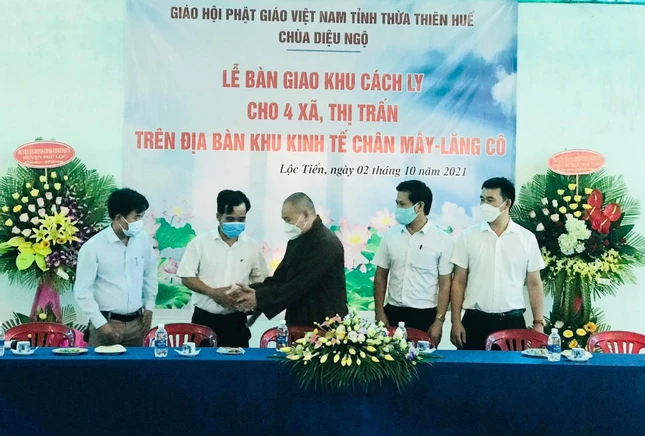 GIÁO HỘI PHẬT GIÁO VIỆT NAM TỈNH THỪA THIÊN HUẾ
CHÙA DIỆU NGỘ
LỄ BÀN GIAO KHU CÁCH LY
CHO 4 XÃ, THỊ TRẤN
TRÊN ĐỊA BÀN KHU KINH TẾ CHÂN MÂY-LĂNG CÔ
Lộc Tiến, ngày 02 tháng 10 năm 2021